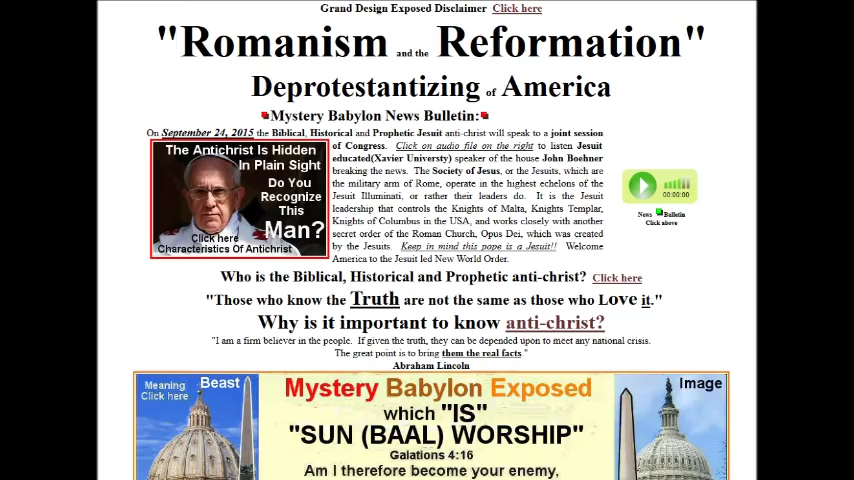 Grand Design Exposed Disclaimer Click here
"Romanism and the Reformation"
Deprotestantizing of America
Mystery Babylon News Bulletin:
On September 24, 2015 the Biblical, Historical and Prophetic Jesuit anti-christ will speak to a joint session
of Congress. Click on audio file on the right to listen Jesuit
educated(Xavier Universty) speaker of the house John Boehner
breaking the news. The Society of Jesus, or the Jesuits, which are
the military arm of Rome, operate in the highest echelons of the
Jesuit Illuminati, or rather their leaders do. It is the Jesuit
leadership that controls the Knights of Malta, Knights Templar,
Knights of Columbus in the USA, and works closely with another
secret order of the Roman Church, Opus Dei, which was created
by the Jesuits. Keep in mind this pope is a Jesuit!! Welcome
America to the Jesuit led New World Order.
The Antichrist Is Hidden
In Plain Sight
Do You
Recognize
This
Man?
Click here
Characteristics Of Antichrist
00:00:00
News Bulletin
Click above
Who is the Biblical, Historical and Prophetic anti-christ? Click here
"Those who know the Truth are not the same as those who Love it."
Why is it important to know anti-christ?
"I am a firm believer in the people. If given the truth, they can be depended upon to meet any national crisis.
The great point is to bring them the real facts."
Abraham Lincoln
Meaning
Click here
Beast
Mystery Babylon Exposed
which "IS"
"SUN (BAAL) WORSHIP"
Galations 4:16
Am I therefore become your enemy,
Image